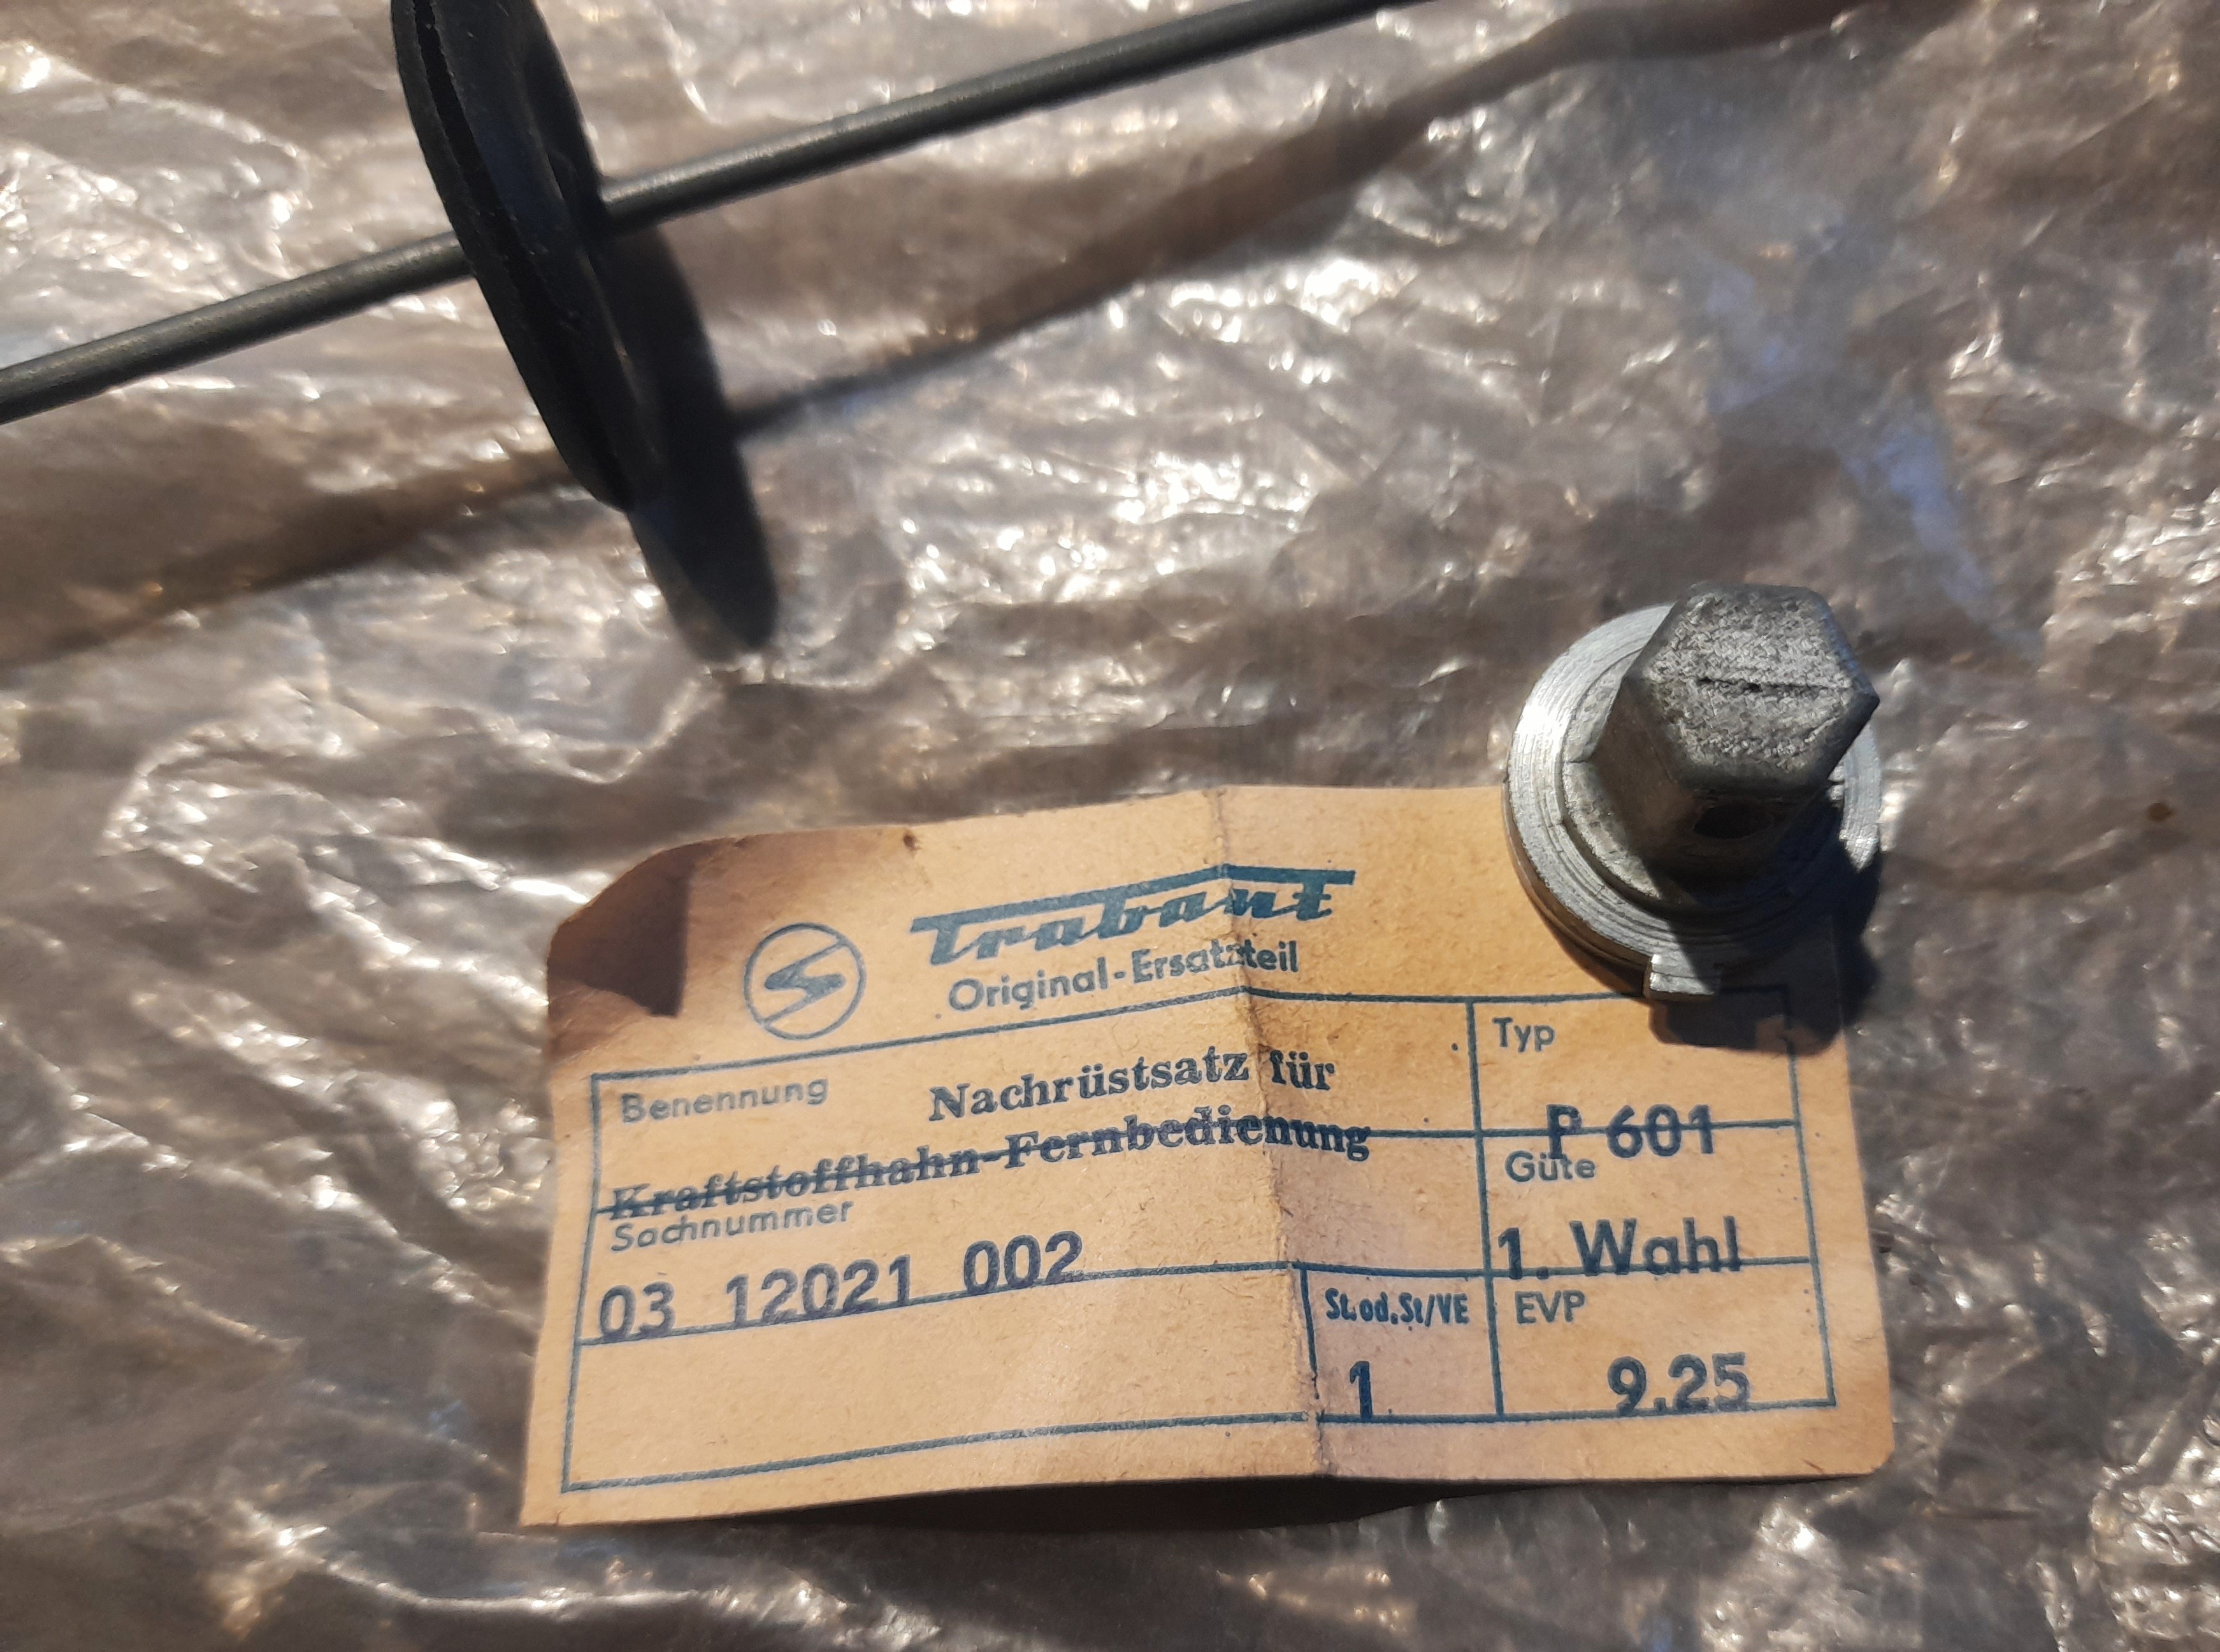 Trabant
Original-Ersatzteil
Benennung
Nachrüstsatz für
Kraftstoffhahn-Fernbedienung
Typ
P 601
Sachnummer
03 12021 002
Güte
1. Wahl
St.od.St/VE
1
EVP
9.25